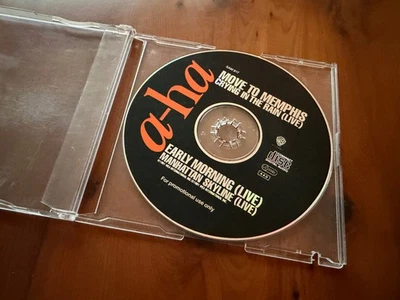 a-ha
MOVE TO MEMPHIS
CRYING IN THE RAIN (LIVE)
EARLY MORNING (LIVE)
MANHATTAN SKYLINE (LIVE)
For promotional use only